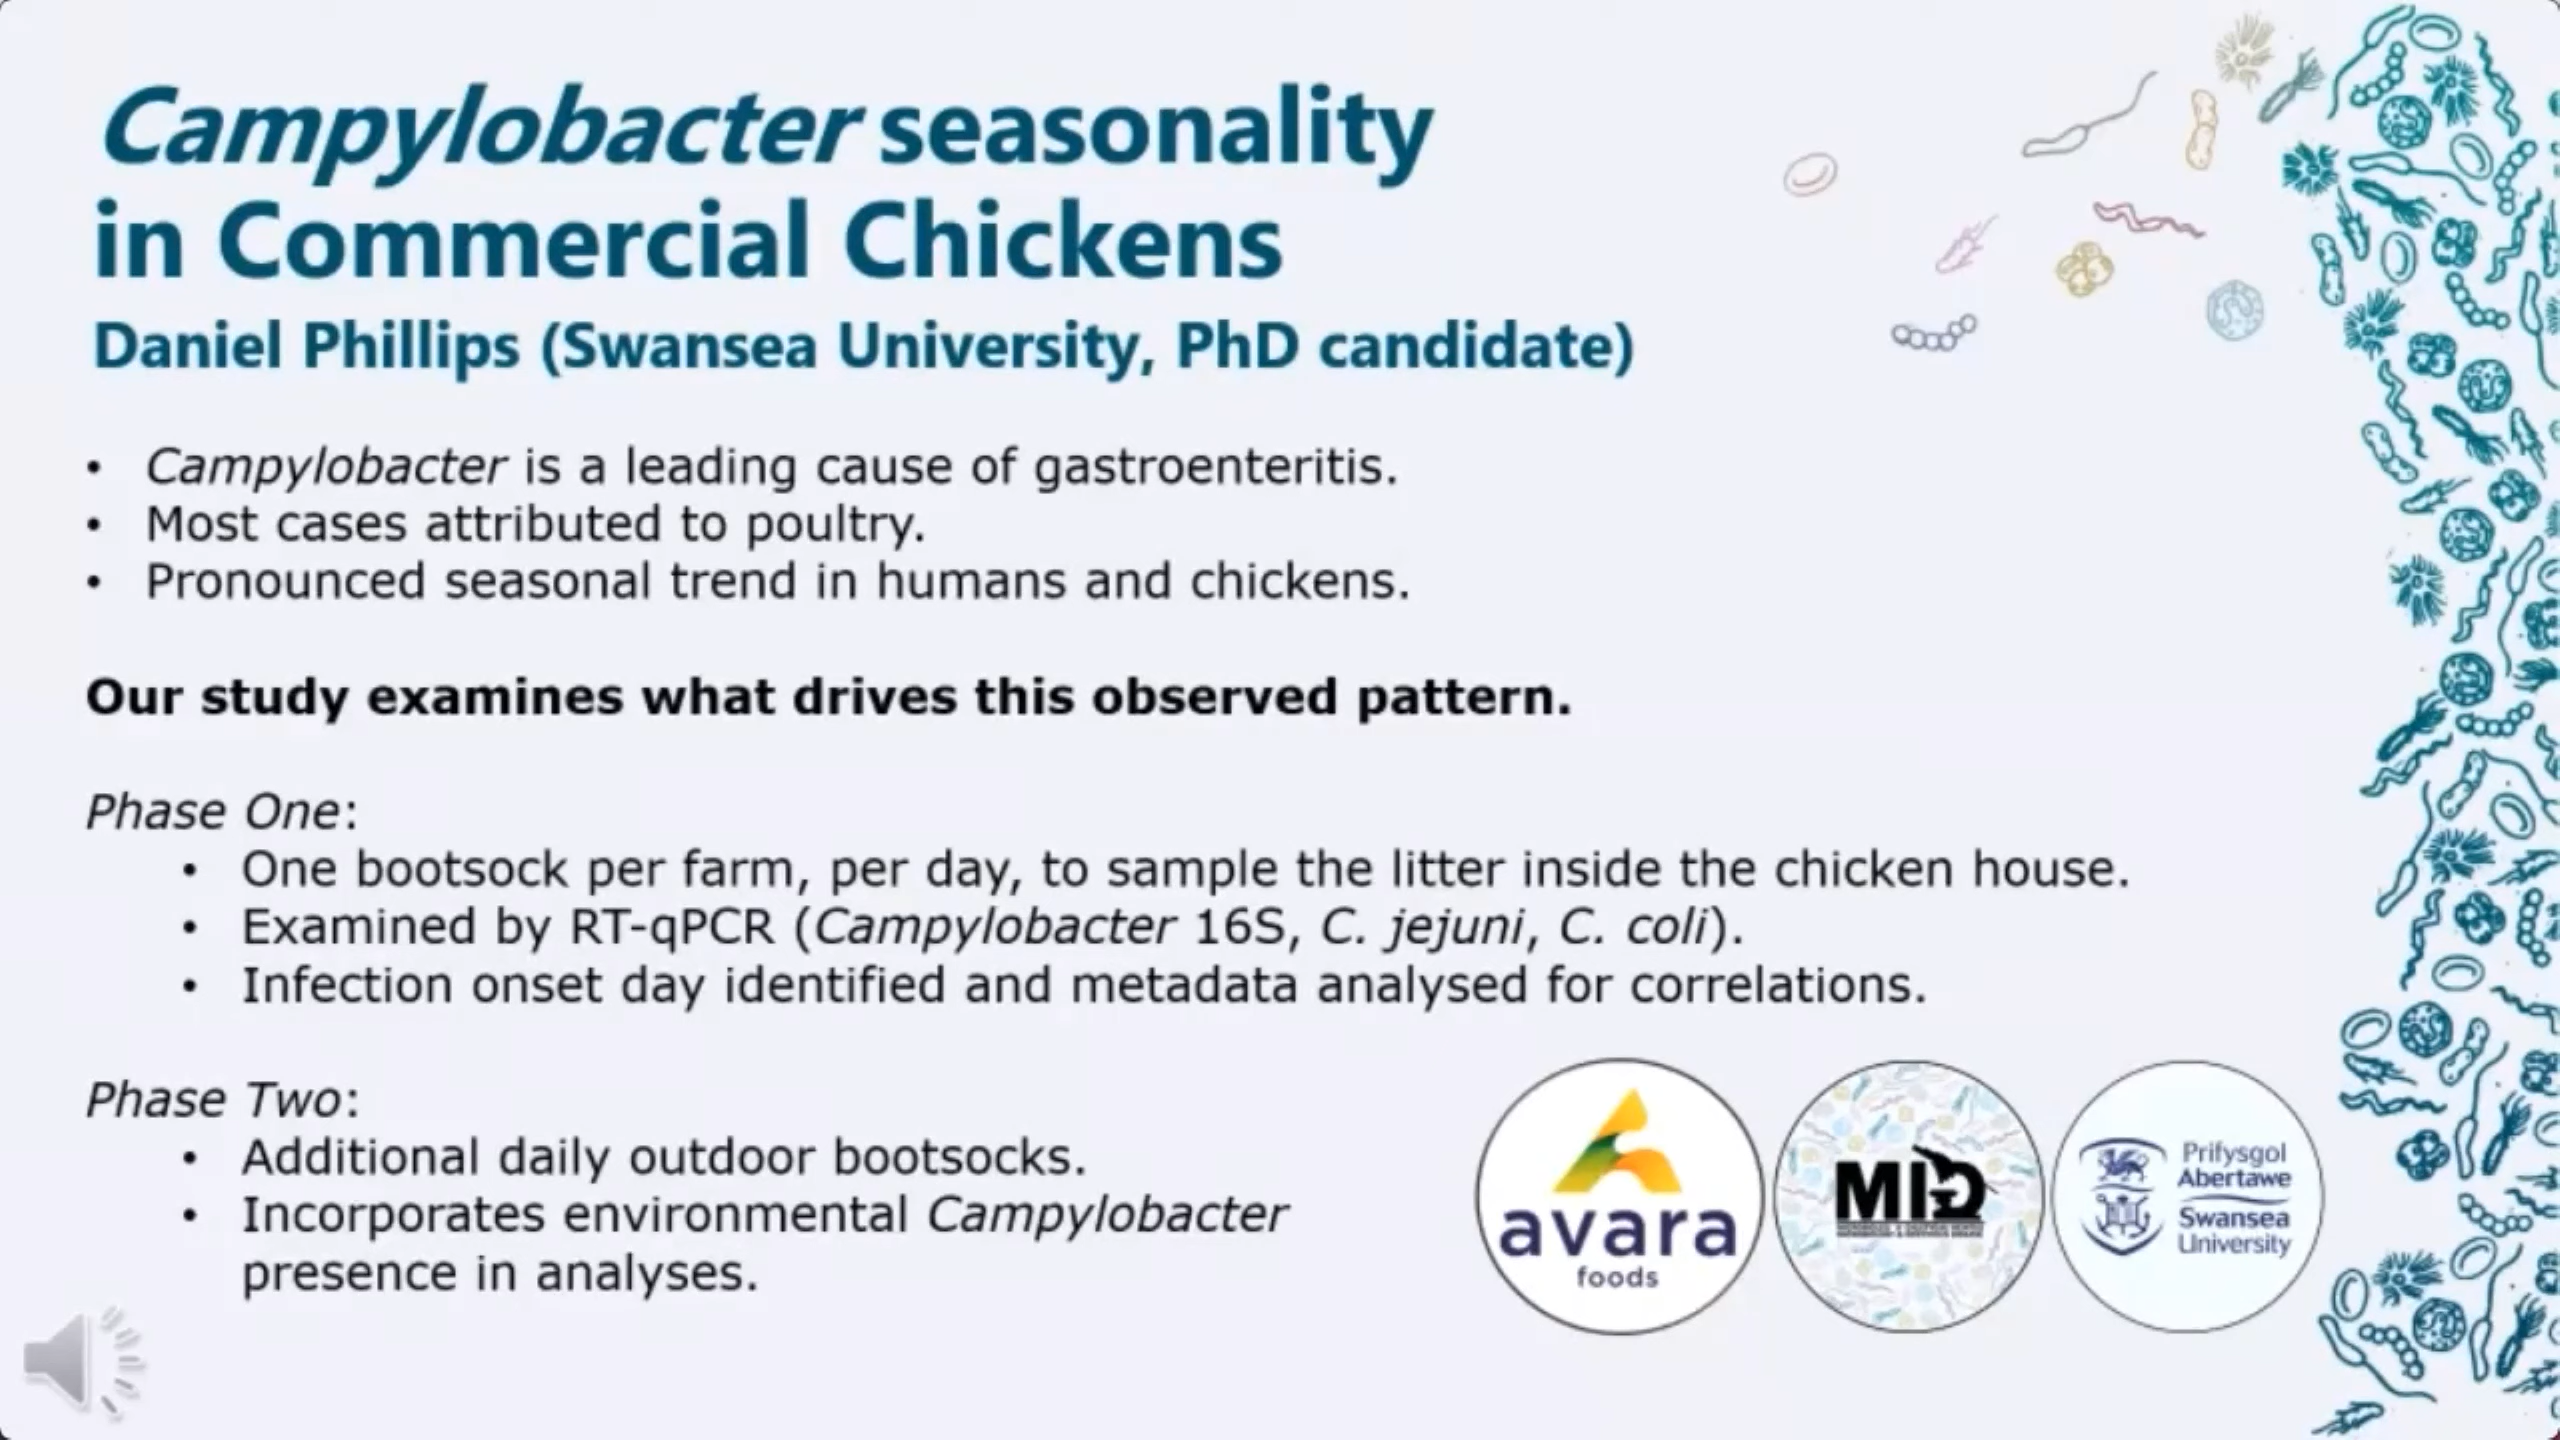 Campylobacter seasonality
in Commercial Chickens
Daniel Phillips (Swansea University, PhD candidate)
• Campylobacter is a leading cause of gastroenteritis.
• Most cases attributed to poultry.
• Pronounced seasonal trend in humans and chickens.
Our study examines what drives this observed pattern.
Phase One:
• One bootsock per farm, per day, to sample the litter inside the chicken house.
• Examined by RT-qPCR (Campylobacter 16S, C. jejuni, C. coli).
• Infection onset day identified and metadata analysed for correlations.
Phase Two:
• Additional daily outdoor bootsocks.
• Incorporates environmental Campylobacter
presence in analyses.
avara
foods
MID
Prifysgol
Abertawe
Swansea
University